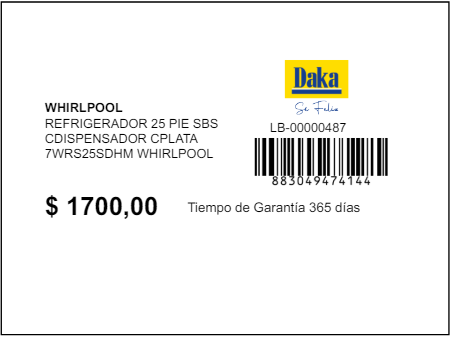 WHIRLPOOL
REFRIGERADOR 25 PIE SBS
CDISPENSADOR CPLATA
7WRS25SDHM WHIRLPOOL
$ 1700,00
Daka
Sé Feliz
LB-00000487
883049474144
Tiempo de Garantía 365 días